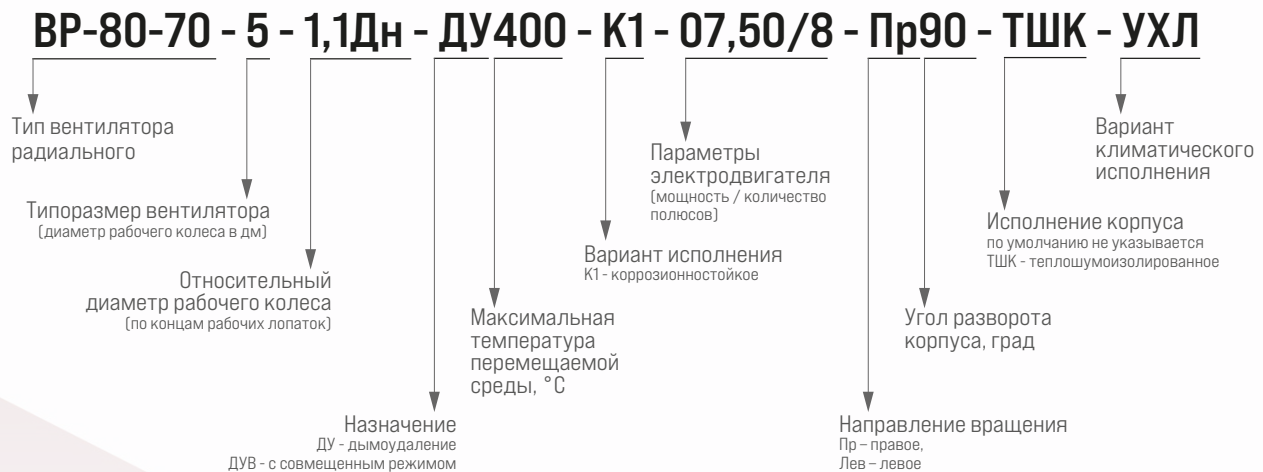 ВР-80-70 - 5 - 1,1Дн - ДУ400 - К1 - 07,50/8 - Пр90 - ТШК - УХЛ
Тип вентилятора
радиального
Типоразмер вентилятора
(диаметр рабочего колеса в дм)
Относительный
диаметр рабочего колеса
(по концам рабочих лопаток)
Назначение
ДУ - дымоудаление
ДУВ - с совмещенным режимом
Максимальная
температура
перемещаемой
среды, °С
Вариант исполнения
К1 - коррозионностойкое
Параметры
электродвигателя
(мощность / количество
полюсов)
Направление вращения
Пр – правое,
Лев – левое
Угол разворота
корпуса, град
Исполнение корпуса
по умолчанию не указывается
ТШК - теплошумоизолированное
Вариант
климатического
исполнения